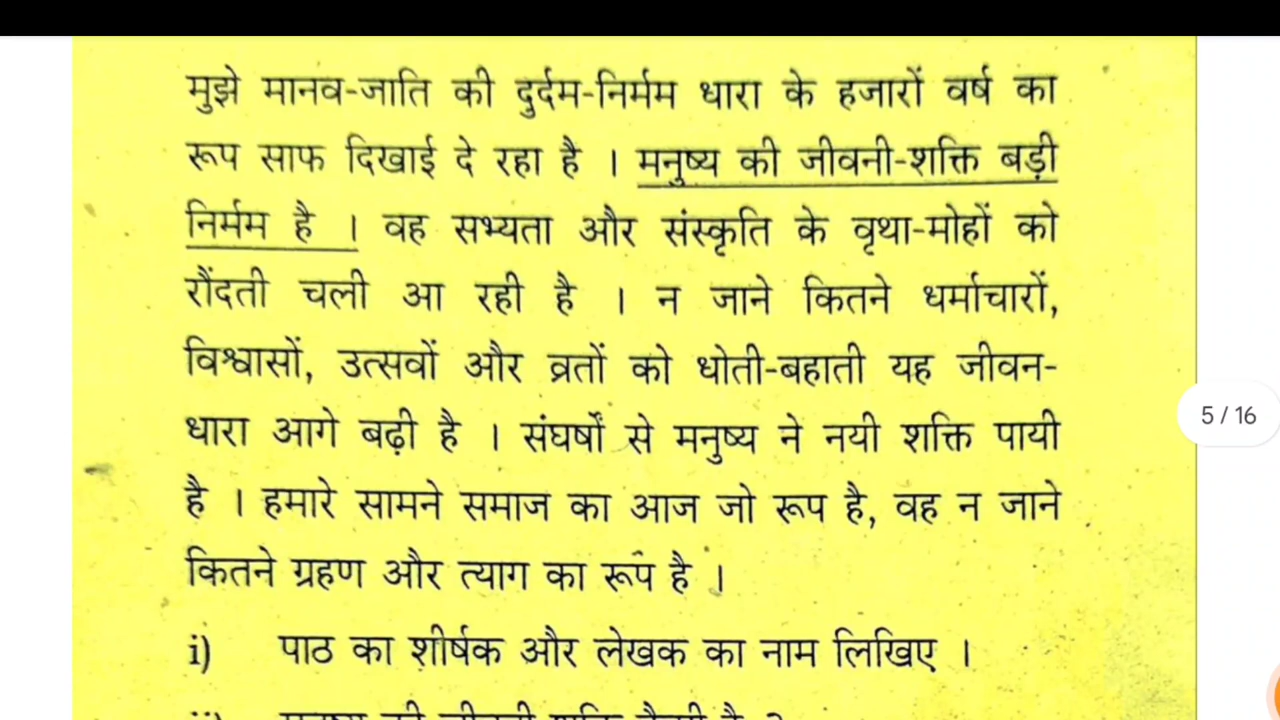 मुझे मानव-जाति की दुर्दम-निर्मम धारा के हजारों वर्ष का
रूप साफ दिखाई दे रहा है । मनुष्य की जीवनी-शक्ति बड़ी
निर्मम है । वह सभ्यता और संस्कृति के वृथा-मोहों को
रौंदती चली आ रही है । न जाने कितने धर्माचारों,
विश्वासों, उत्सवों और व्रतों को धोती-बहाती यह जीवन-
धारा आगे बढ़ी है । संघर्षों से मनुष्य ने नयी शक्ति पायी
है । हमारे सामने समाज का आज जो रूप है, वह न जाने
कितने ग्रहण और त्याग का रूप है ।
5 / 16
i) पाठ का शीर्षक और लेखक का नाम लिखिए ।